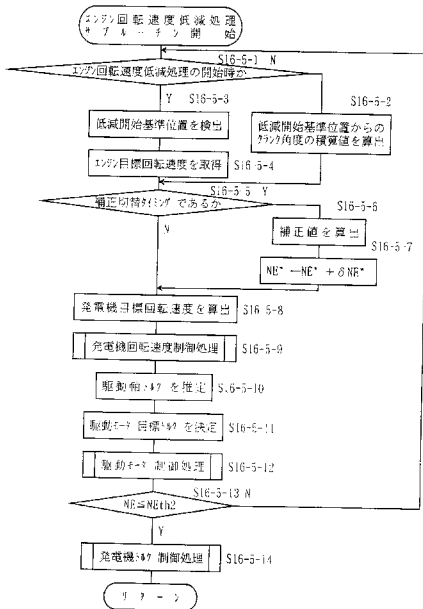 エンジン回転速度低減処理
サブルーチン開始
S16-5-1 N
エンジン回転速度低減処理の開始時か
Y S16-5-3
S16-5-2
低減開始基準位置を検出
低減開始基準位置からの
クランク角度の積算値を算出
エンジン目標回転速度を取得
S16-5-4
S16-5-5 Y
補正切替タイミングであるか
S16-5-6
補正値を算出
N
S16-5-7
NE* ←NE* + δNE*
発電機目標回転速度を算出 S16-5-8
発電機回転速度制御処理 S16-5-9
駆動軸トルクを推定 S16-5-10
駆動モータ目標トルクを決定 S16-5-11
駆動モータ制御処理 S16-5-12
S16-5-13 N
NE≦NEth2
Y
発電機トルク制御処理 S16-5-14
リターン